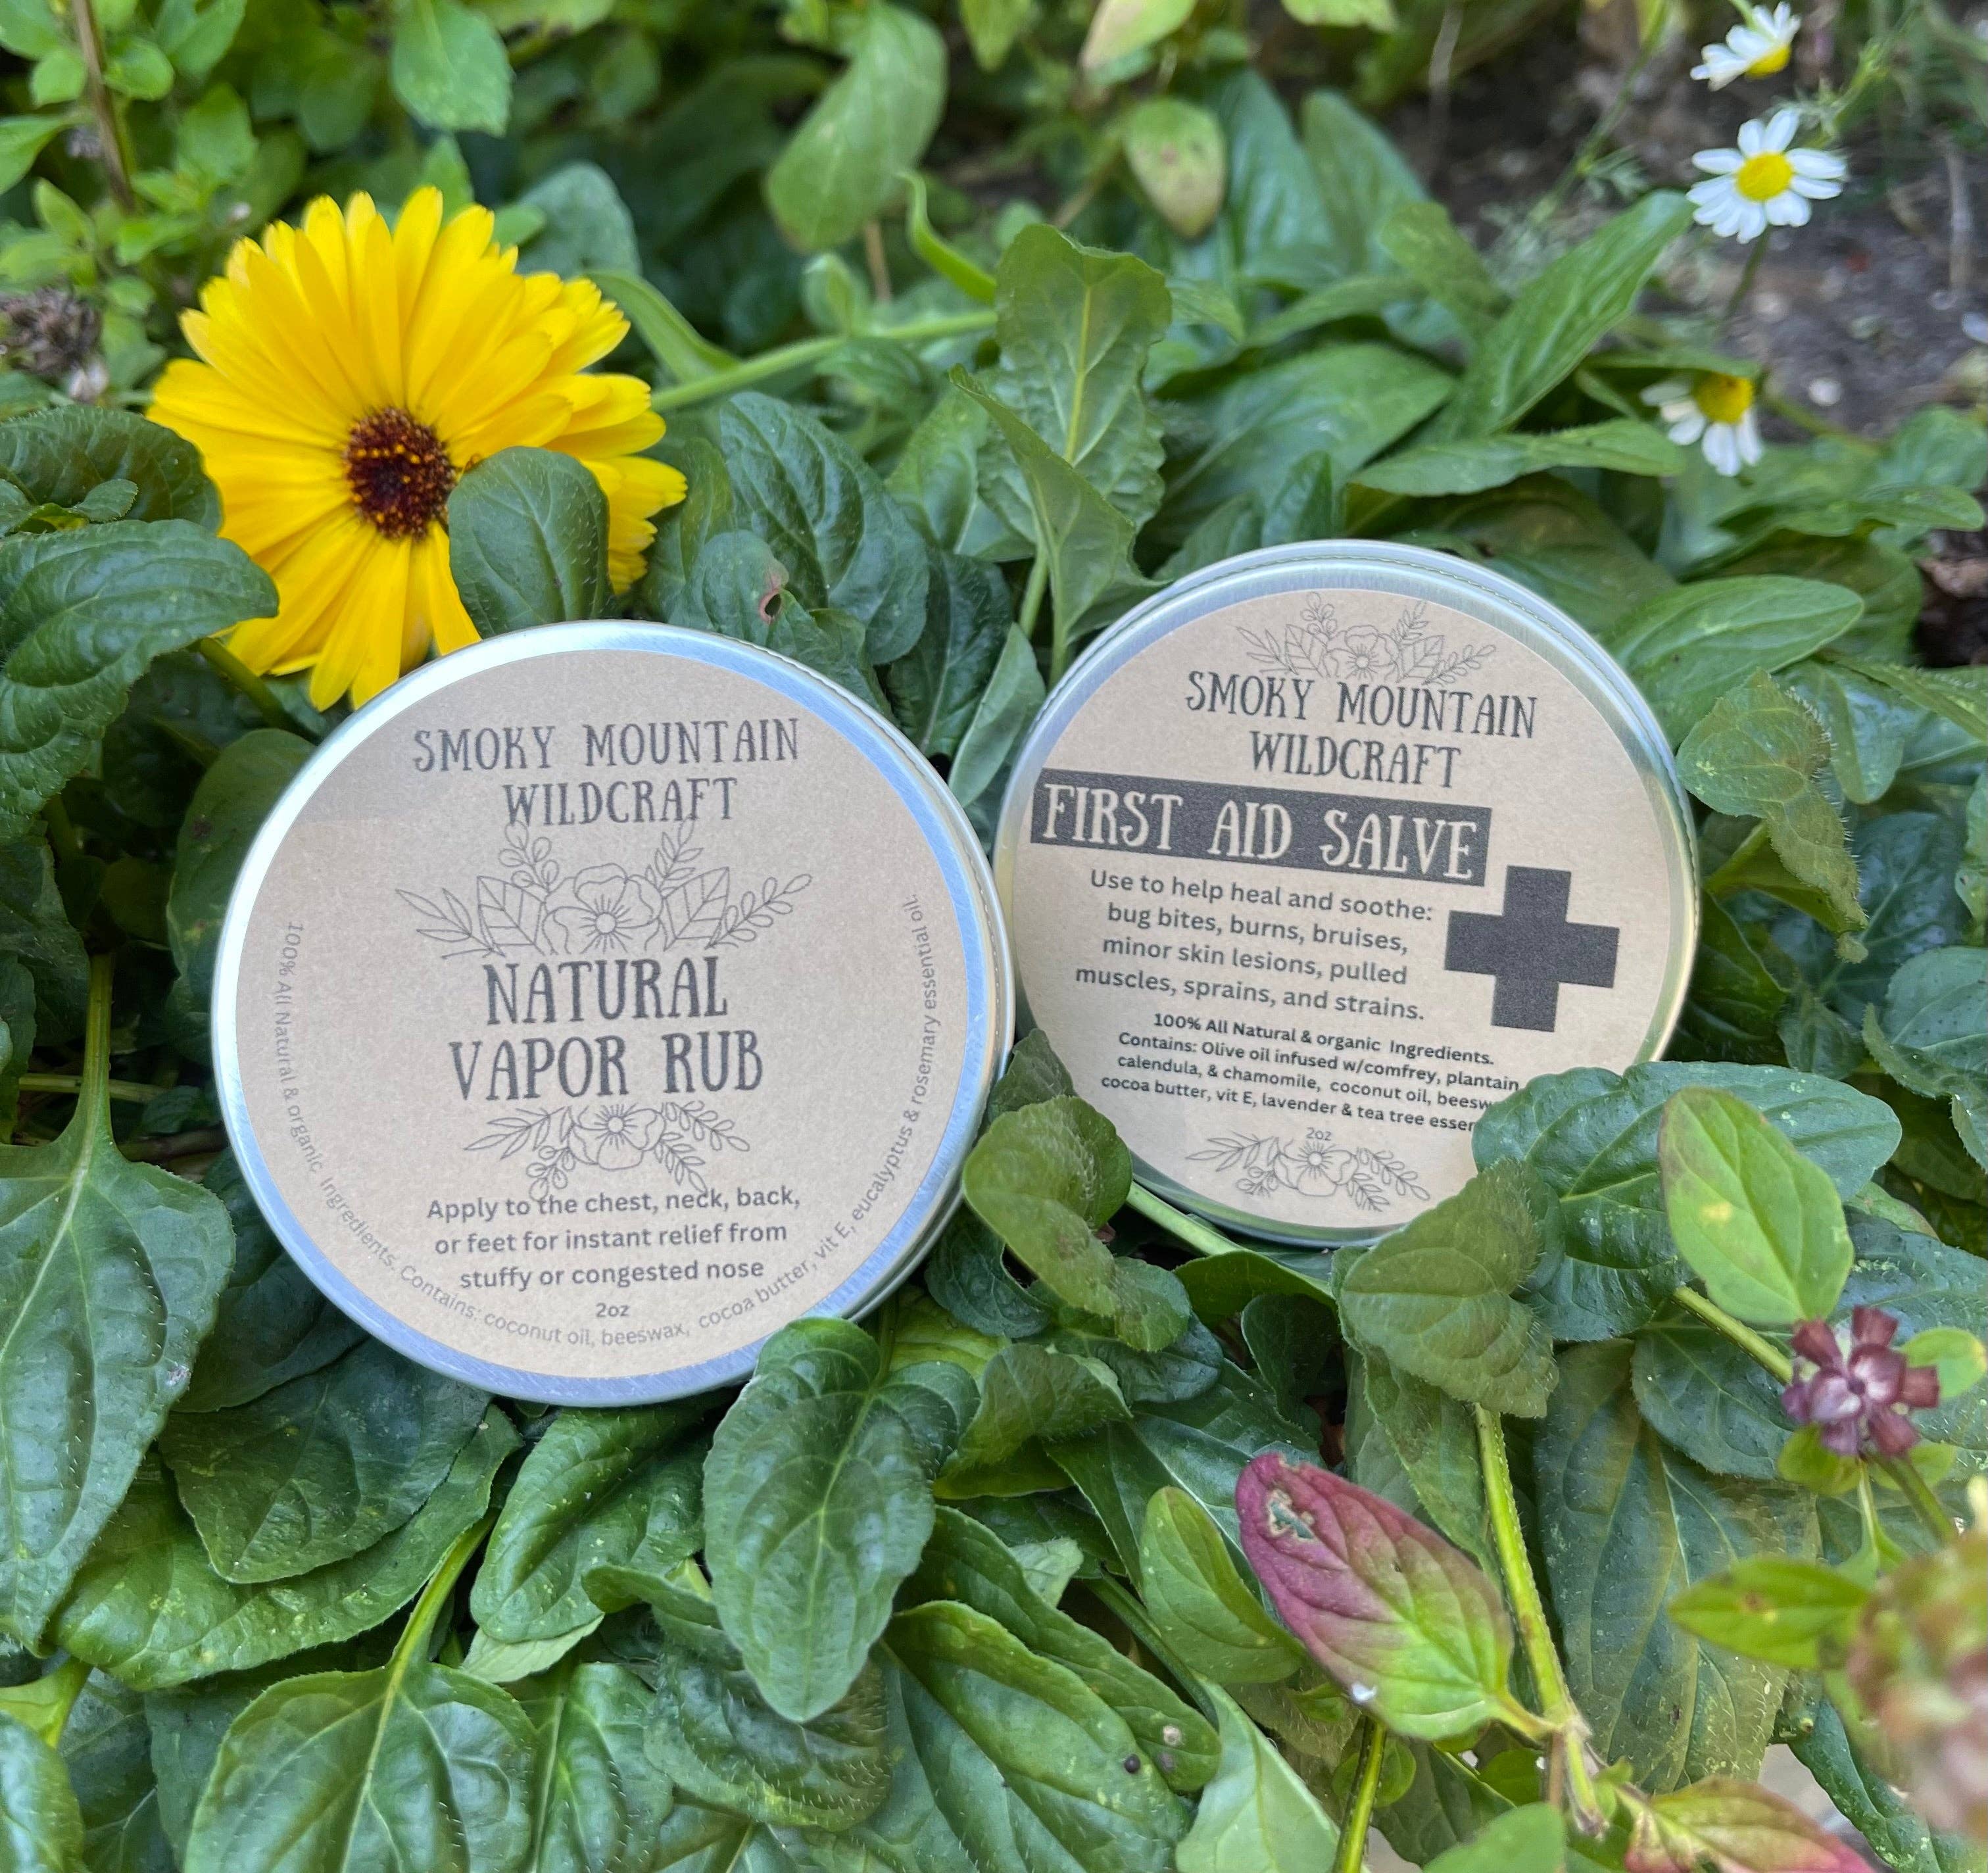 SMOKY MOUNTAIN
WILDCRAFT
NATURAL
VAPOR RUB
Apply to the chest, neck, back,
or feet for instant relief from
stuffy or congested nose
2oz
100% All Natural & organic Ingredients. Contains: coconut oil, beeswax, cocoa butter, vit E, eucalyptus & rosemary essential oil.
SMOKY MOUNTAIN
WILDCRAFT
FIRST AID SALVE
Use to help heal and soothe:
bug bites, burns, bruises,
minor skin lesions, pulled
muscles, sprains, and strains.
100% All Natural & organic Ingredients.
Contains: Olive oil infused w/comfrey, plantain
calendula, & chamomile, coconut oil,
cocoa butter, vit E, lavender & tea tree
2oz